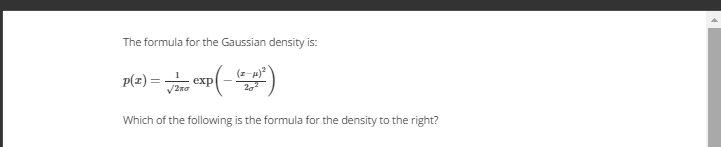 The formula for the Gaussian density is:
p(x) = 1/√2πσ exp(− (x−μ)²/2σ²)
Which of the following is the formula for the density to the right?